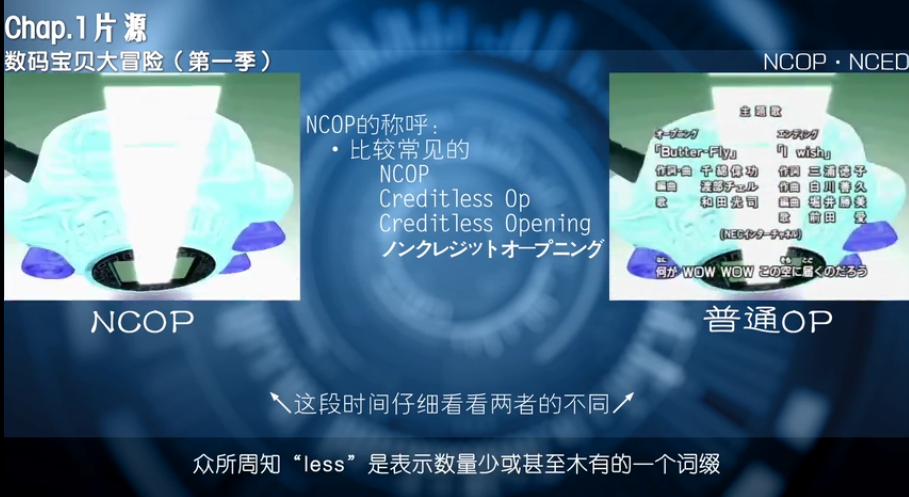 Chap.1片源
数码宝贝大冒险（第一季）
NCOP·NCED
NCOP的称呼：
·比较常见的
NCOP
Creditless Op
Creditless Opening
ノンクレジットオープニング
主題歌
オープニング
エンディング
「Butter-Fly」
「I wish」
作詞・曲 千綿偉功
作詞 三浦徳子
編曲 渡部チェル
作曲 白川善久
歌 和田光司
編曲 堀井勝美
歌 前田 愛
(NECインターチャネル)
何が WOW WOW この空に届くのだろう
NCOP
普通OP
↖这段时间仔细看看两者的不同↗
众所周知“less”是表示数量少或甚至木有的一个词缀